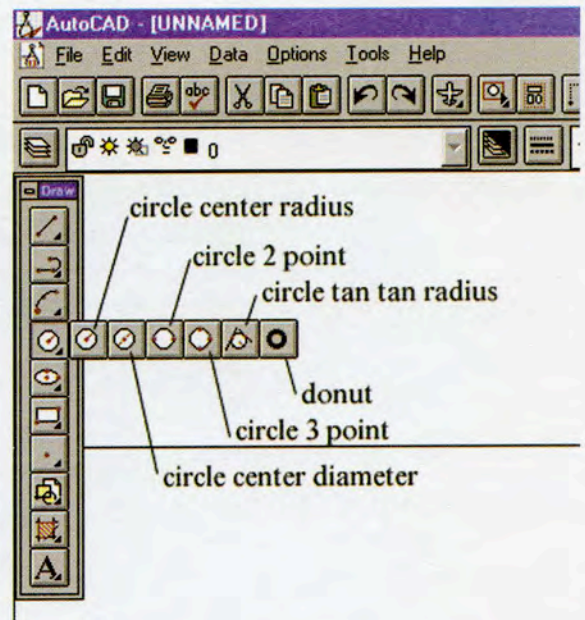 AutoCAD - [UNNAMED]
File Edit View Data Options Tools Help
abc
0
Draw
circle center radius
circle 2 point
circle tan tan radius
donut
circle 3 point
circle center diameter
A